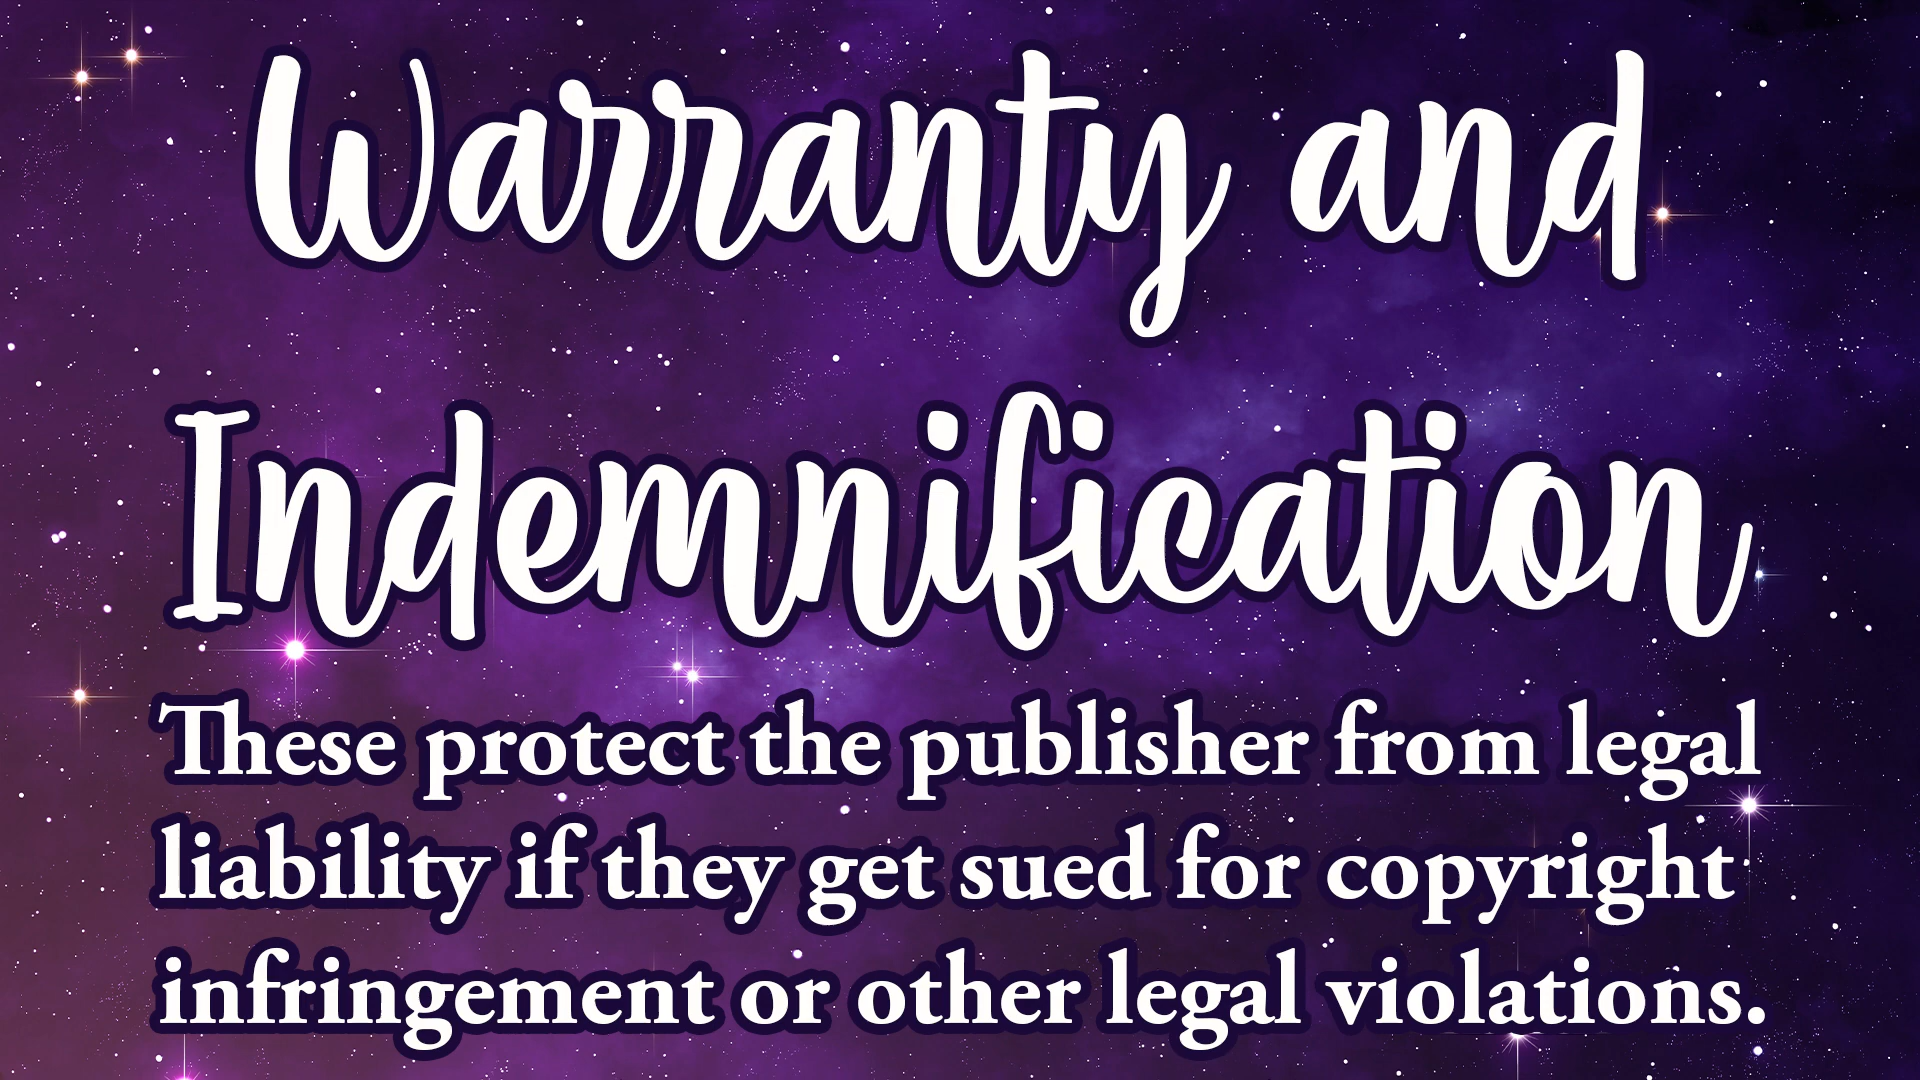 Warranty and
Indemnification
These protect the publisher from legal
liability if they get sued for copyright
infringement or other legal violations.